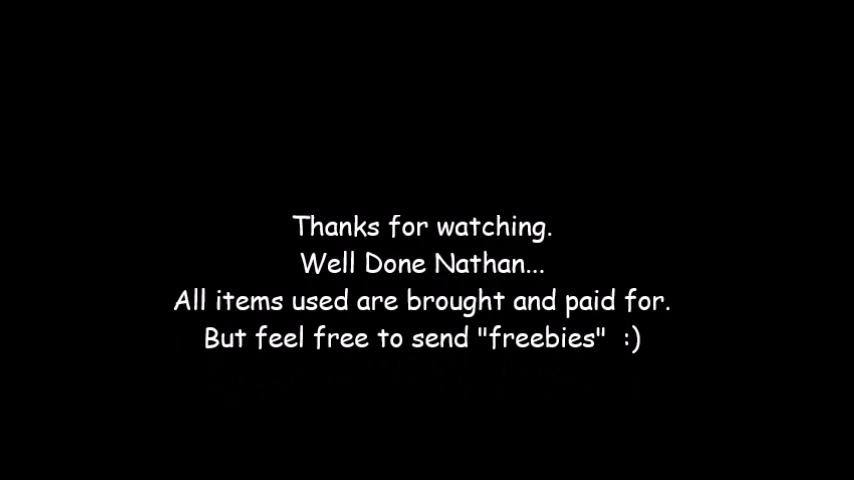 Thanks for watching.
Well Done Nathan...
All items used are brought and paid for.
But feel free to send "freebies"  :)